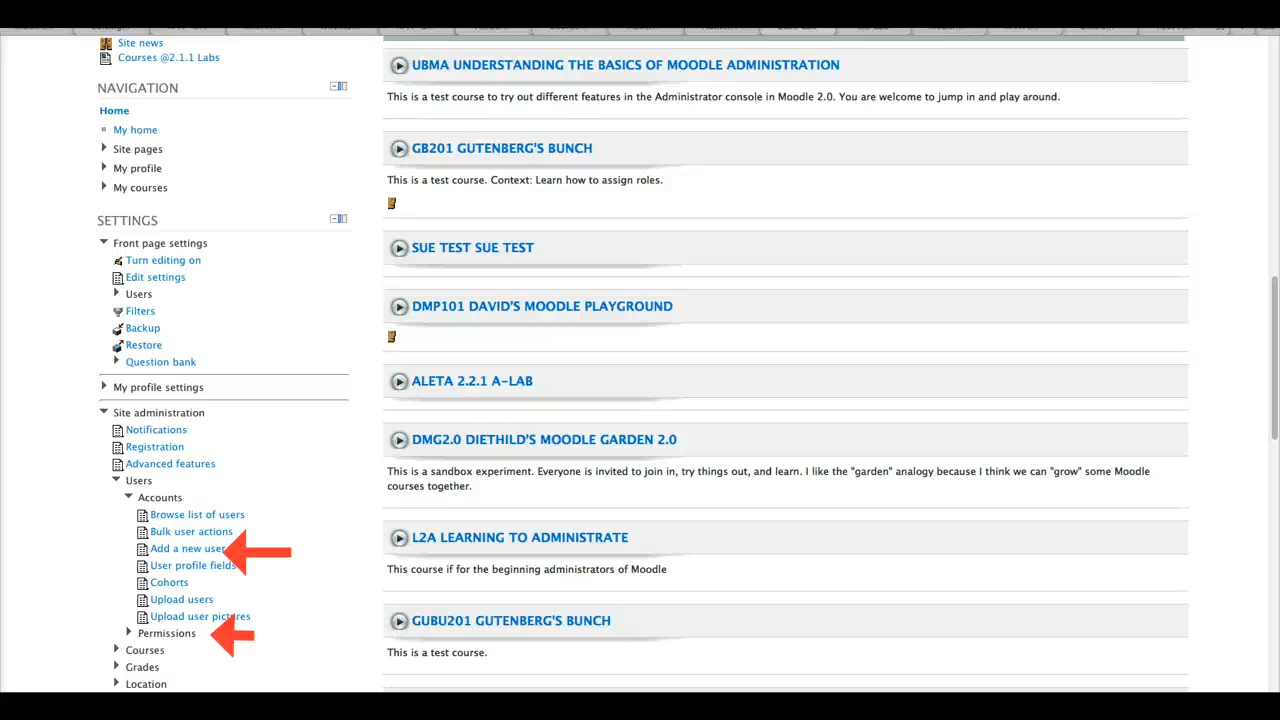 Site news
Courses @2.1.1 Labs
NAVIGATION
Home
My home
Site pages
My profile
My courses
SETTINGS
Front page settings
Turn editing on
Edit settings
Users
Filters
Backup
Restore
Question bank
My profile settings
Site administration
Notifications
Registration
Advanced features
Users
Accounts
Browse list of users
Bulk user actions
Add a new user
User profile fields
Cohorts
Upload users
Upload user pictures
Permissions
Courses
Grades
Location
UBMA UNDERSTANDING THE BASICS OF MOODLE ADMINISTRATION
This is a test course to try out different features in the Administrator console in Moodle 2.0. You are welcome to jump in and play around.
GB201 GUTENBERG'S BUNCH
This is a test course. Context: Learn how to assign roles.
SUE TEST SUE TEST
DMP101 DAVID'S MOODLE PLAYGROUND
ALETA 2.2.1 A-LAB
DMG2.0 DIETHILD'S MOODLE GARDEN 2.0
This is a sandbox experiment. Everyone is invited to join in, try things out, and learn. I like the "garden" analogy because I think we can "grow" some Moodle
courses together.
L2A LEARNING TO ADMINISTRATE
This course if for the beginning administrators of Moodle
GUBU201 GUTENBERG'S BUNCH
This is a test course.